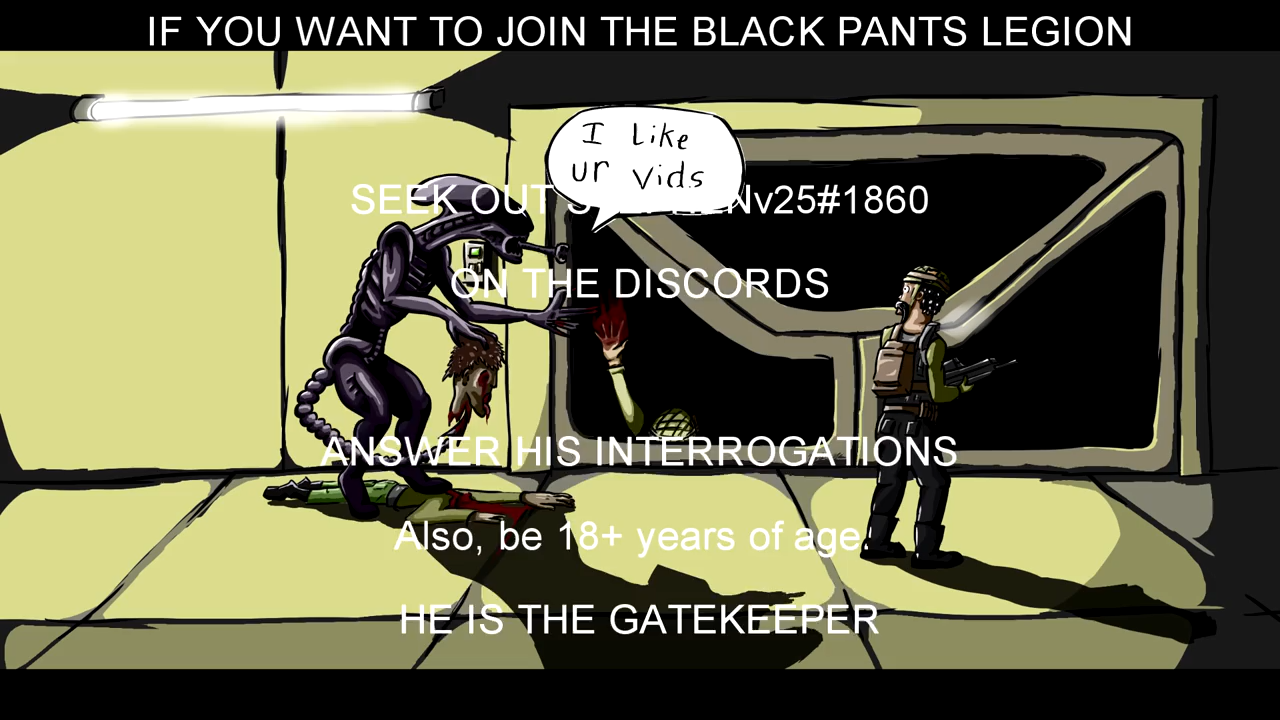 IF YOU WANT TO JOIN THE BLACK PANTS LEGION
I Like
ur vids
SEEK OUT
ON THE DISCORDS
ANSWER HIS INTERROGATIONS
Also, be 18+ years of age.
HE IS THE GATEKEEPER